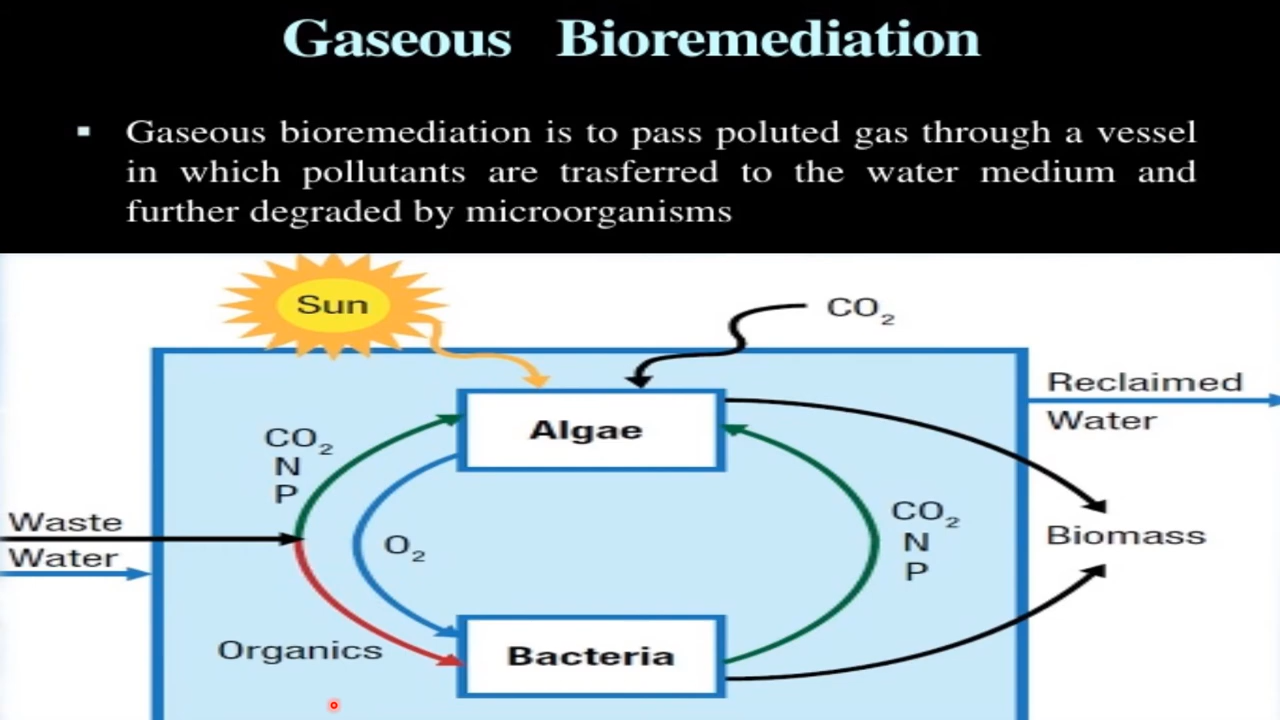 Gaseous Bioremediation
▪ Gaseous bioremediation is to pass poluted gas through a vessel
in which pollutants are trasferred to the water medium and
further degraded by microorganisms
Sun
CO₂
Reclaimed
Water
Algae
CO₂
N
P
Waste
Water
O₂
CO₂
N
P
Biomass
Organics
Bacteria